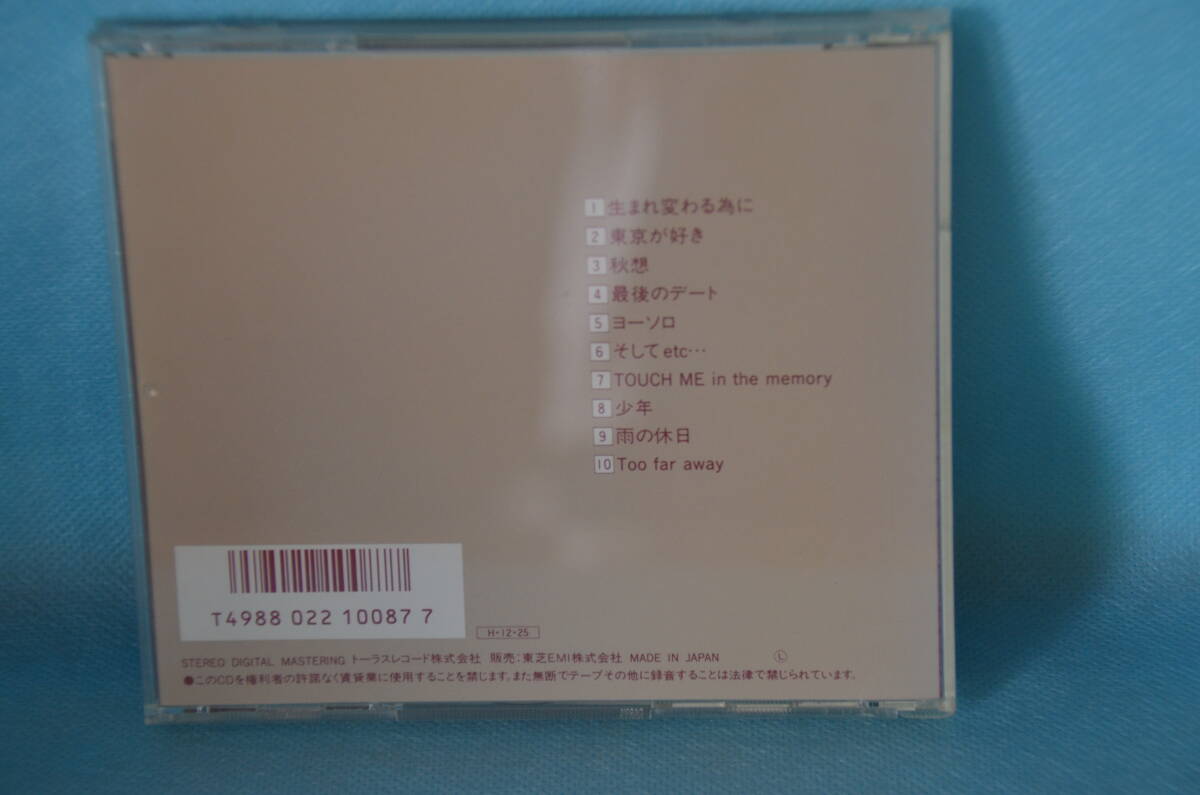 1 生まれ変わる為に
2 東京が好き
3 秋想
4 最後のデート
5 ヨーソロ
6 そしてetc…
7 TOUCH ME in the memory
8 少年
9 雨の休日
10 Too far away
T4988 022 10087 7
H-12-25
STEREO DIGITAL MASTERING トーラスレコード株式会社 販売:東芝EMI株式会社 MADE IN JAPAN Ⓛ
●このCDを権利者の許諾なく賃貸業に使用することを禁じます。また無断でテープその他に録音することは法律で禁じられています。